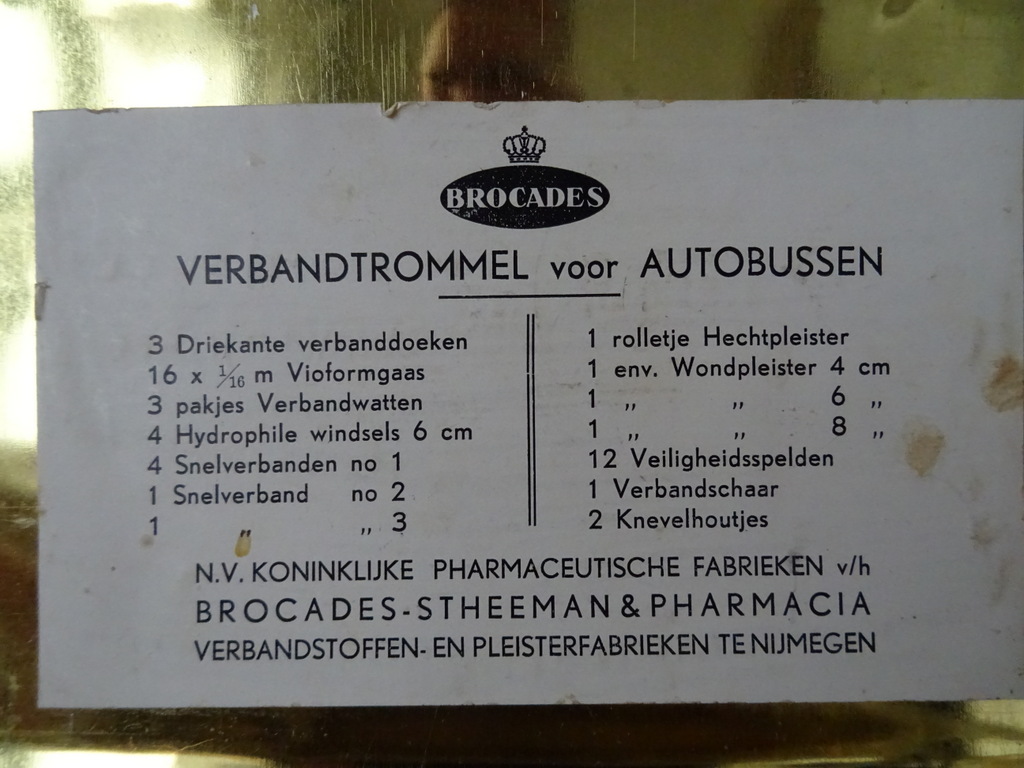 BROCADES
VERBANDTROMMEL voor AUTOBUSSEN
3 Driekante verbanddoeken
16 x 1/16 m Vioformgaas
3 pakjes Verbandwatten
4 Hydrophile windsels 6 cm
4 Snelverbanden no 1
1 Snelverband no 2
1 " „ 3
1 rolletje Hechtpleister
1 env. Wondpleister 4 cm
1 „ „ 6 „
1 „ „ 8 „
12 Veiligheidsspelden
1 Verbandschaar
2 Knevelhoutjes
N.V. KONINKLIJKE PHARMACEUTISCHE FABRIEKEN v/h
BROCADES-STHEEMAN & PHARMACIA
VERBANDSTOFFEN- EN PLEISTERFABRIEKEN TE NIJMEGEN